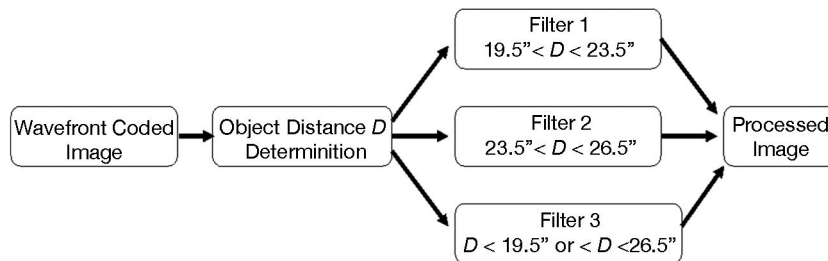 Wavefront Coded
Image
Object Distance D
Determinition
Filter 1
19.5”< D < 23.5”
Filter 2
23.5”< D < 26.5”
Filter 3
D < 19.5” or < D <26.5”
Processed
Image